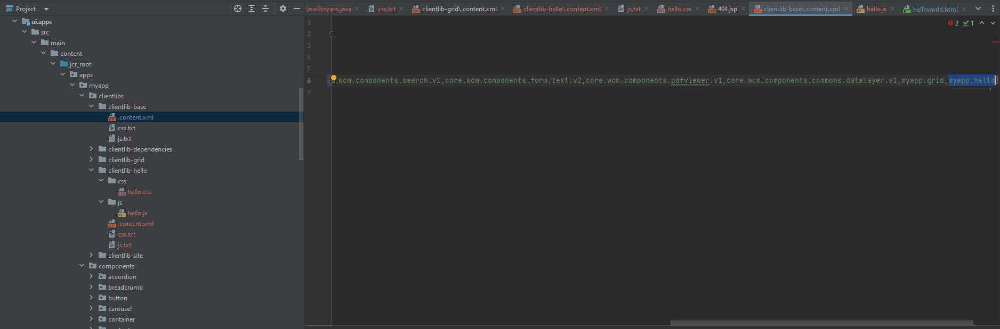 Project
flowProcess.java css.txt clientlib-grid\.content.xml clientlib-hello\.content.xml js.txt hello.css 404.jsp clientlib-base\.content.xml hello.js helloworld.html
ui.apps
src
main
content
jcr_root
apps
myapp
clientlibs
clientlib-base
.content.xml
css.txt
js.txt
clientlib-dependencies
clientlib-grid
clientlib-hello
css
hello.css
js
hello.js
.content.xml
css.txt
js.txt
clientlib-site
components
accordion
breadcrumb
button
carousel
container
2 1
1
2
3
4
5
6 .wcm.components.search.v1,core.wcm.components.form.text.v2,core.wcm.components.pdfviewer.v1,core.wcm.components.commons.datalayer.v1,myapp.grid,myapp.hello]
7